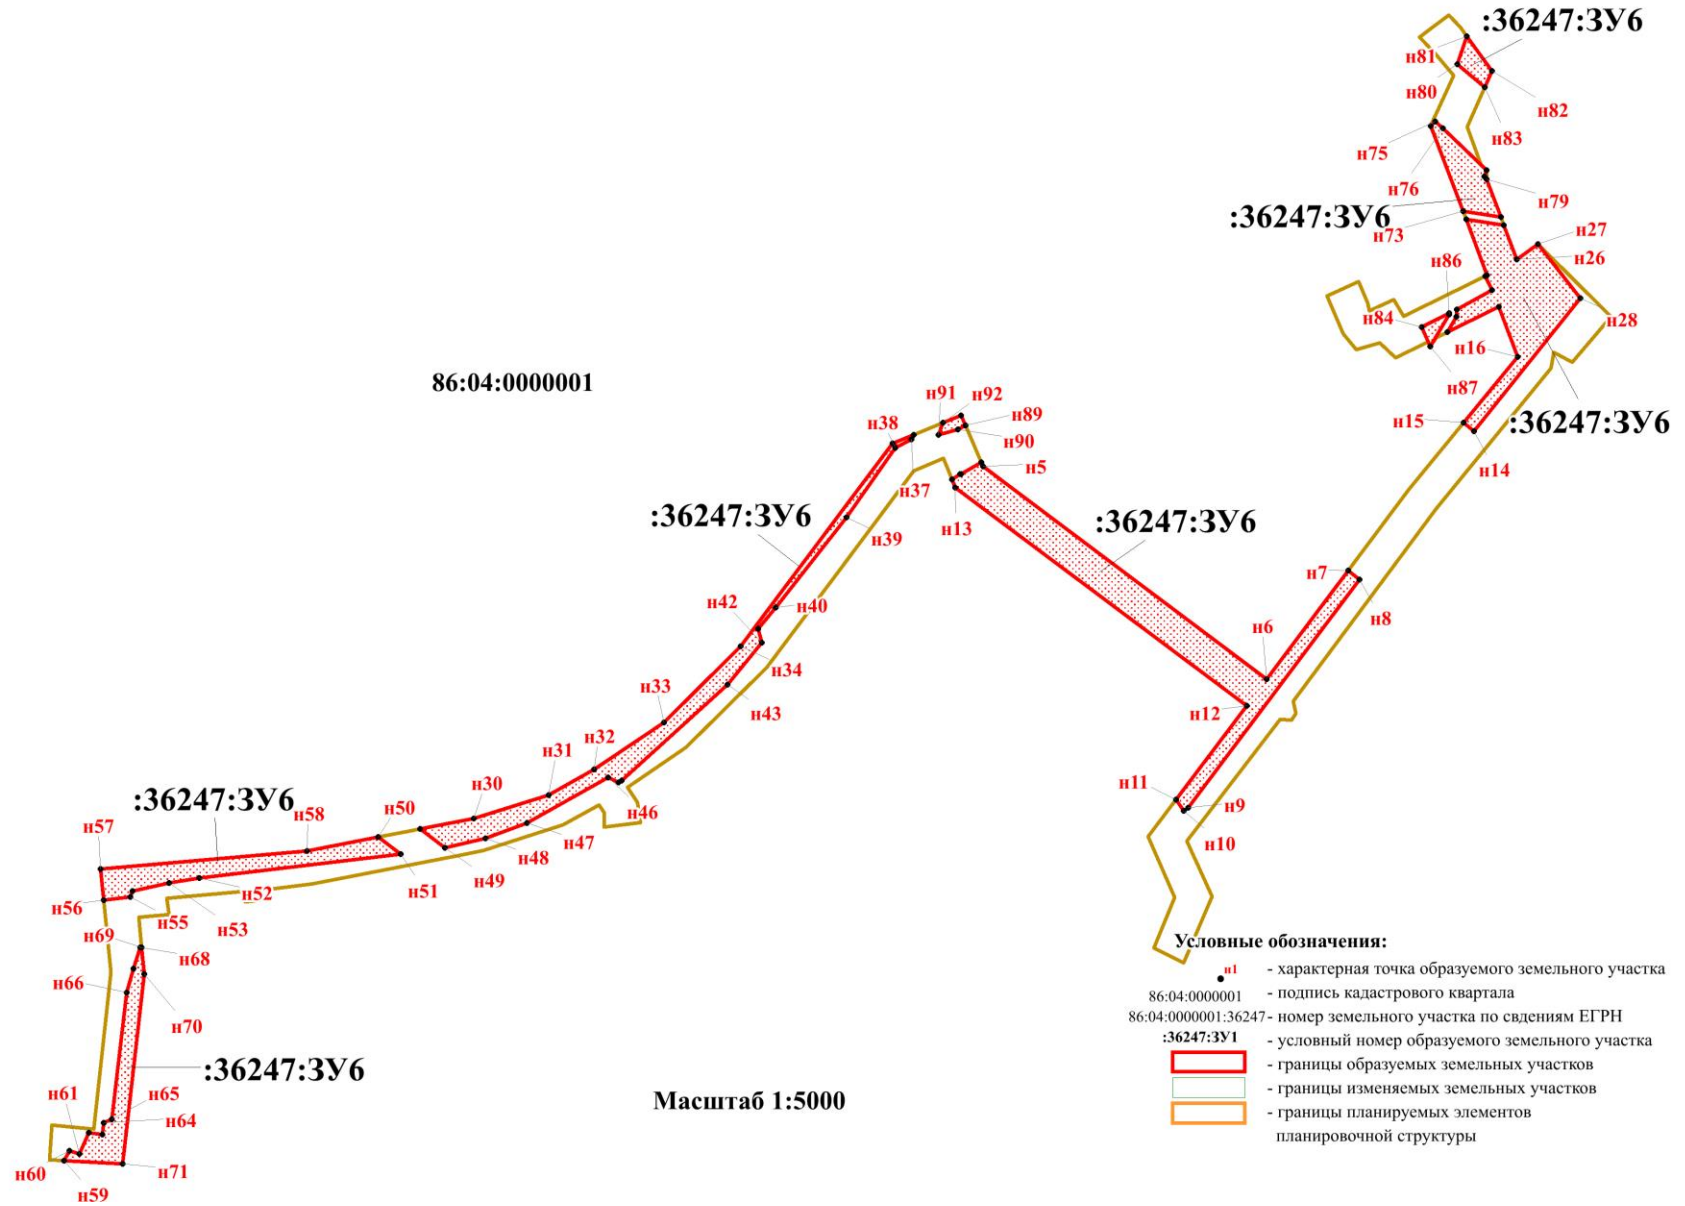 :36247:ЗУ6
н81
н80
н82
н83
н75
н76
н79
:36247:ЗУ6
н73
н27
н26
н86
н84
н28
н16
н87
86:04:0000001
н91
н92
н38
н89
н15
:36247:ЗУ6
н90
н14
н5
н37
н13
:36247:ЗУ6
:36247:ЗУ6
н39
н7
н40
н42
н8
н6
н34
н33
н43
н12
н32
н31
н11
:36247:ЗУ6
н30
н50
н46
н9
н58
н57
н47
н10
н48
н49
н52
н51
н56
н55
н53
н69
н68
н66
н70
:36247:ЗУ6
н61
н65
н64
н60
н71
н59
Масштаб 1:5000
Условные обозначения:
н1 - характерная точка образуемого земельного участка
86:04:0000001 - подпись кадастрового квартала
86:04:0000001:36247 - номер земельного участка по свдениям ЕГРН
:36247:ЗУ1 - условный номер образуемого земельного участка
- границы образуемых земельных участков
- границы изменяемых земельных участков
- границы планируемых элементов
планировочной структуры